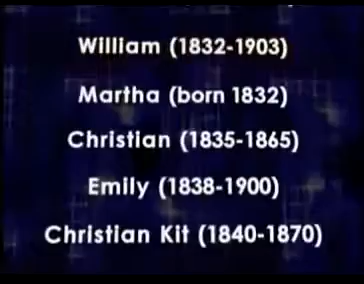 William (1832-1903)
Martha (born 1832)
Christian (1835-1865)
Emily (1838-1900)
Christian Kit (1840-1870)